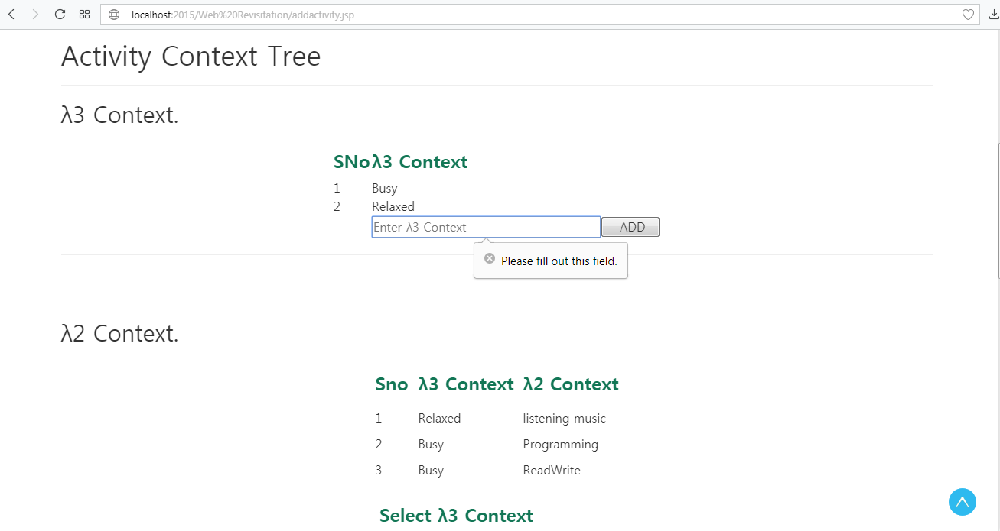 localhost:2015/Web%20Revisitation/addactivity.jsp
Activity Context Tree
λ3 Context.
SNo λ3 Context
1 Busy
2 Relaxed
Enter λ3 Context ADD
Please fill out this field.
λ2 Context.
Sno λ3 Context λ2 Context
1 Relaxed listening music
2 Busy Programming
3 Busy ReadWrite
Select λ3 Context